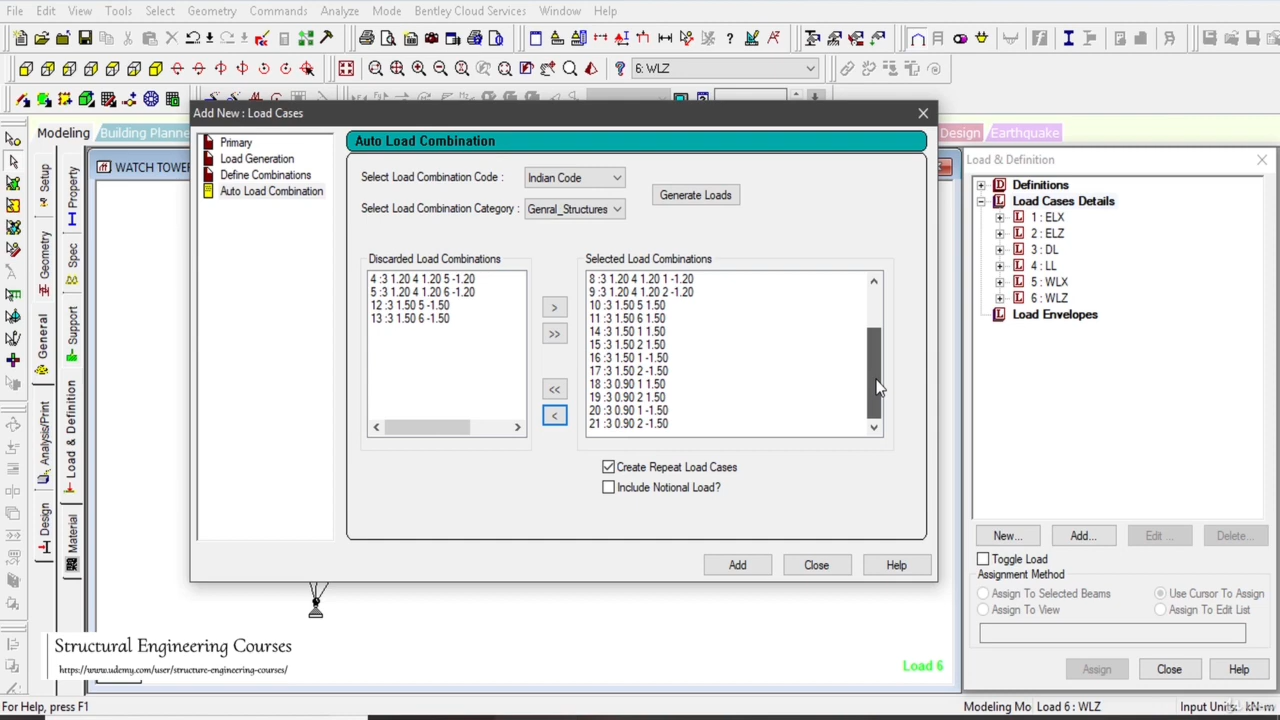 File Edit View Tools Select Geometry Commands Analyze Mode Bentley Cloud Services Window Help
6: WLZ
Modeling Building Planne Design Earthquake
WATCH TOWER
Setup
Geometry
General
Analysis/Print
Design
Property
Spec
Support
Load & Definition
Material
Add New : Load Cases
Primary
Load Generation
Define Combinations
Auto Load Combination
Auto Load Combination
Select Load Combination Code :
Indian Code
Generate Loads
Select Load Combination Category :
Genral_Structures
Discarded Load Combinations
4 :3 1.20 4 1.20 5 -1.20
5 :3 1.20 4 1.20 6 -1.20
12 :3 1.50 5 -1.50
13 :3 1.50 6 -1.50
>
>>
<<
<
Selected Load Combinations
8 :3 1.20 4 1.20 1 -1.20
9 :3 1.20 4 1.20 2 -1.20
10 :3 1.50 5 1.50
11 :3 1.50 6 1.50
14 :3 1.50 1 1.50
15 :3 1.50 2 1.50
16 :3 1.50 1 -1.50
17 :3 1.50 2 -1.50
18 :3 0.90 1 1.50
19 :3 0.90 2 1.50
20 :3 0.90 1 -1.50
21 :3 0.90 2 -1.50
Create Repeat Load Cases
Include Notional Load?
Add Close Help
Load & Definition
Definitions
Load Cases Details
1 : ELX
2 : ELZ
3 : DL
4 : LL
5 : WLX
6 : WLZ
Load Envelopes
New... Add... Edit ... Delete...
Toggle Load
Assignment Method
Assign To Selected Beams
Use Cursor To Assign
Assign To View
Assign To Edit List
Assign Close Help
Structural Engineering Courses
https://www.udemy.com/user/structure-engineering-courses/
Load 6
For Help, press F1
Modeling Mo Load 6 : WLZ Input Units: kN-m